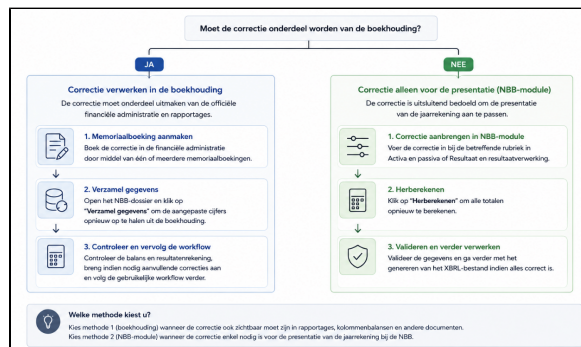 Moet de correctie onderdeel worden van de boekhouding?
JA
NEE
Correctie verwerken in de boekhouding
De correctie moet onderdeel uitmaken van de officiële
financiële administratie en rapportages.
1. Memoriaalboeking aanmaken
Boek de correctie in de financiële administratie
door middel van één of meerdere memoriaalboekingen.
2. Verzamel gegevens
Open het NBB-dossier en klik op
"Verzamel gegevens" om de aangepaste cijfers
opnieuw op te halen uit de boekhouding.
3. Controleer en vervolg de workflow
Controleer de balans en resultatenrekening,
breng indien nodig aanvullende correcties aan
en volg de gebruikelijke workflow verder.
Correctie alleen voor de presentatie (NBB-module)
De correctie is uitsluitend bedoeld om de presentatie
van de jaarrekening aan te passen.
1. Correctie aanbrengen in NBB-module
Voer de correctie in bij de betreffende rubriek in
Activa en passiva of Resultaat en resultaatverwerking.
2. Herberekenen
Klik op "Herberekenen" om alle totalen
opnieuw te berekenen.
3. Valideren en verder verwerken
Valideer de gegevens en ga verder met het
genereren van het XBRL-bestand indien alles correct is.
Welke methode kiest u?
Kies methode 1 (boekhouding) wanneer de correctie ook zichtbaar moet zijn in rapportages, kolommenbalansen en andere documenten.
Kies methode 2 (NBB-module) wanneer de correctie enkel nodig is voor de presentatie van de jaarrekening bij de NBB.